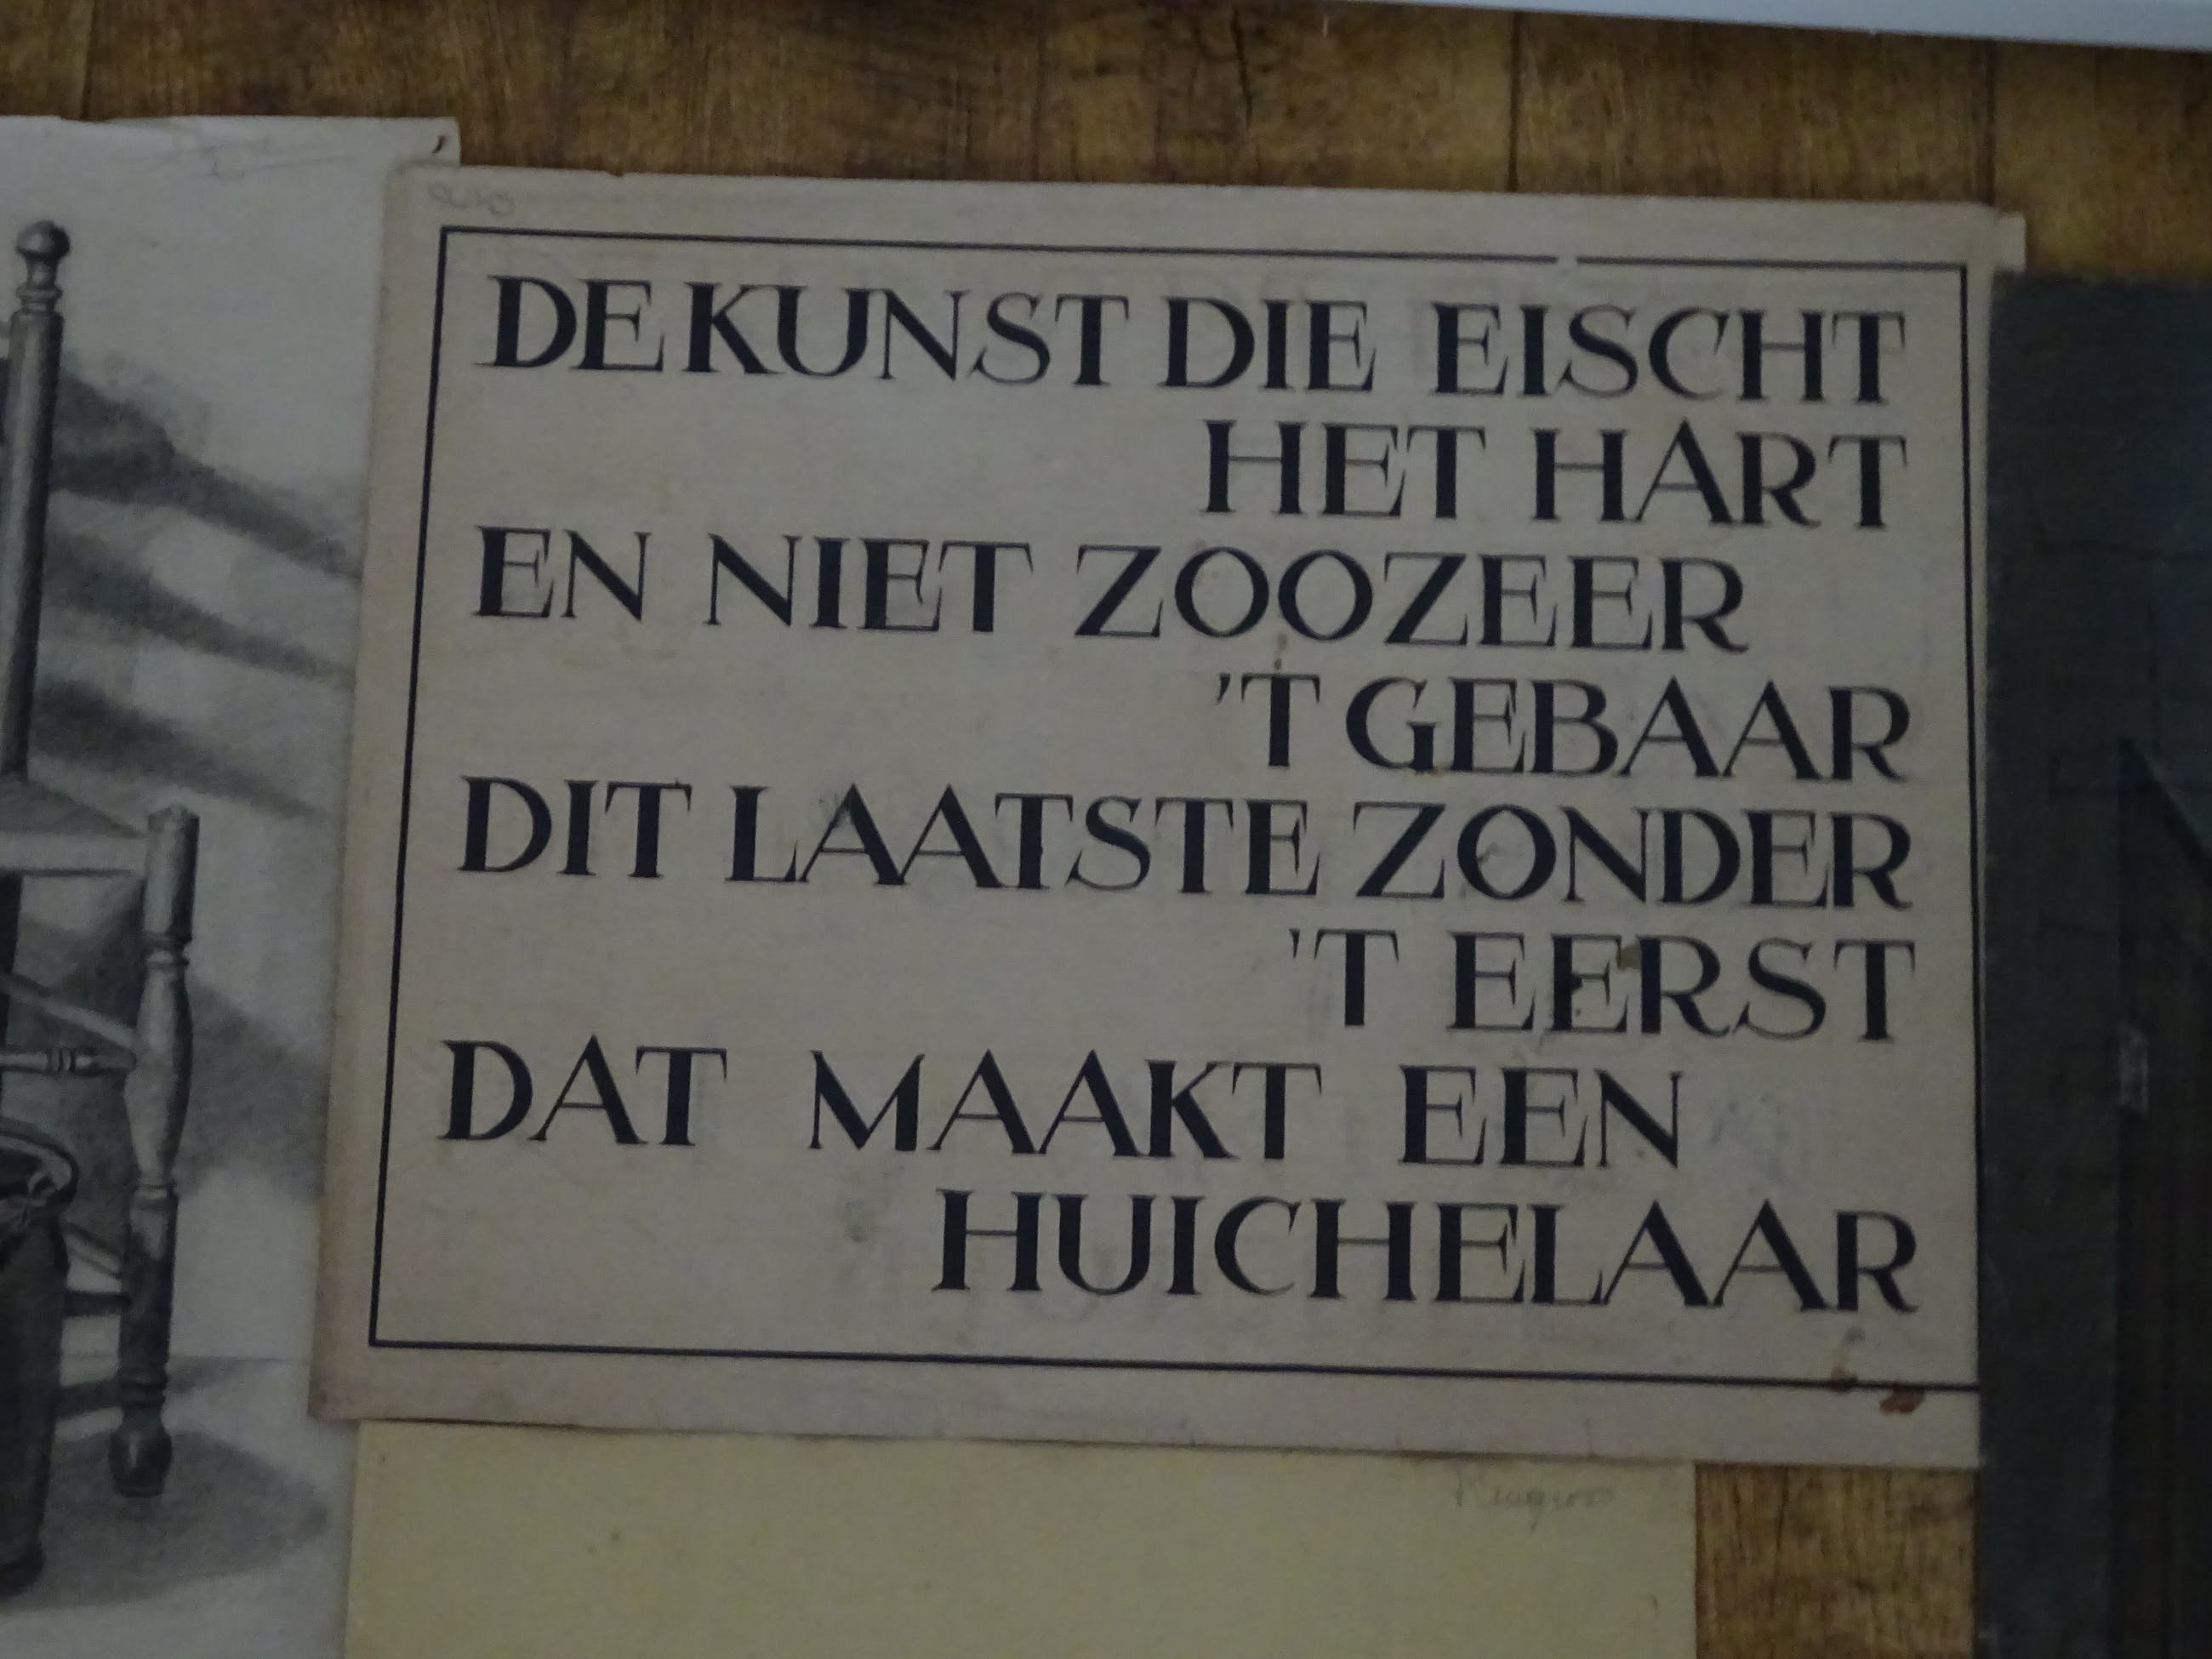 DE KUNST DIE EISCHT
HET HART
EN NIET ZOOZEER
'T GEBAAR
DIT LAATSTE ZONDER
'T EERST
DAT MAAKT EEN
HUICHELAAR